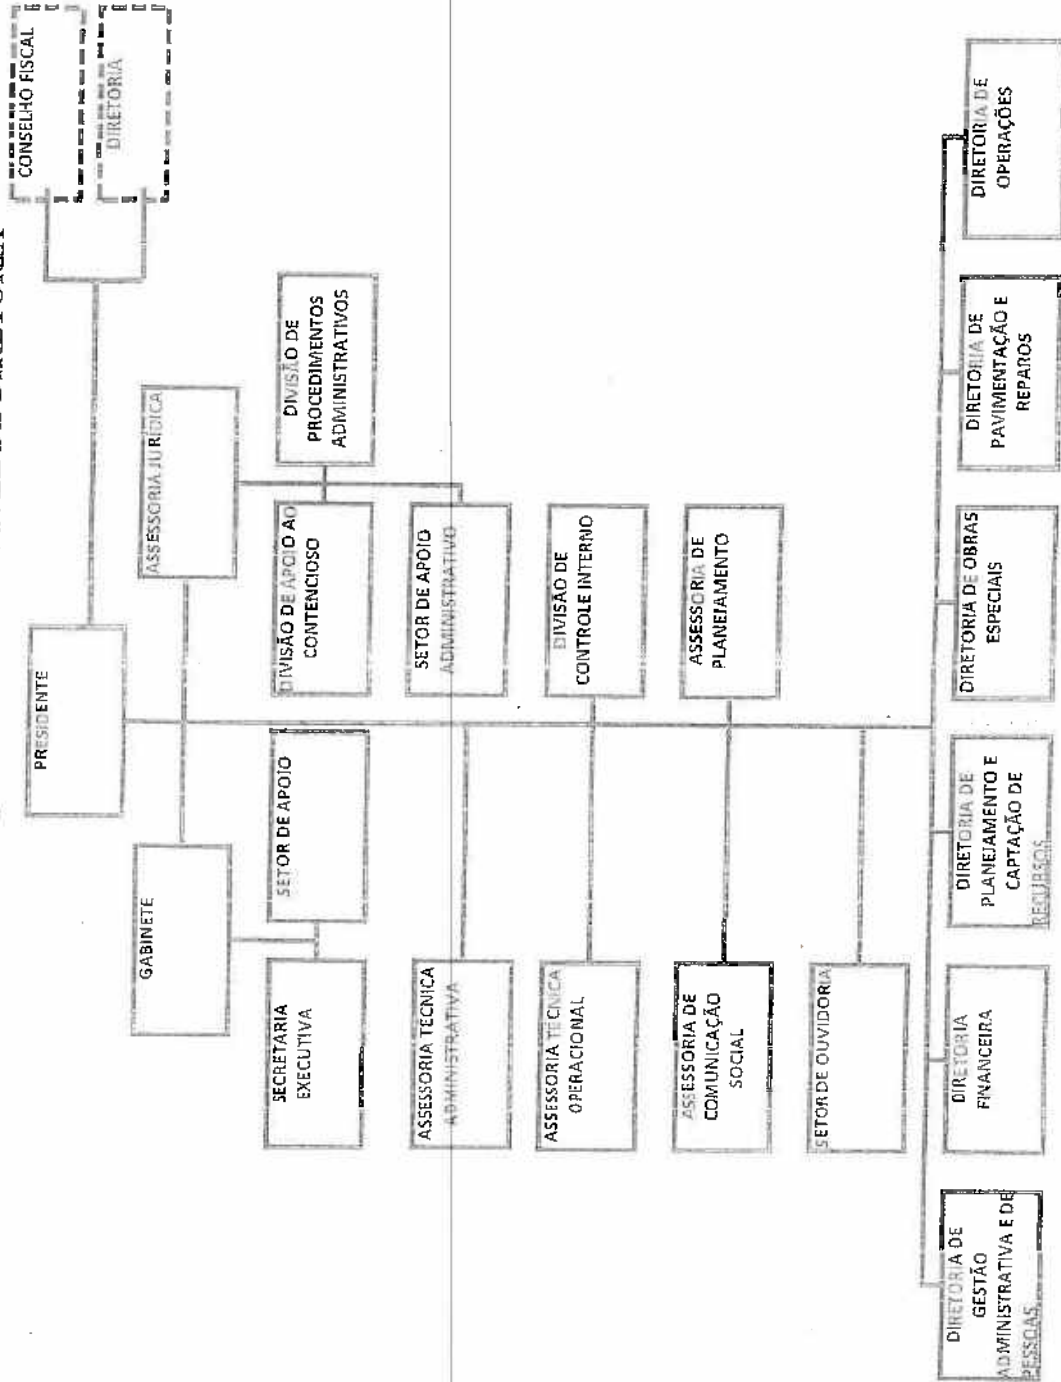 CONSELHO FISCAL
DIRETORIA
PRESIDENTE
GABINETE
ASSESSORIA JURÍDICA
SECRETARIA
EXECUTIVA
SETOR DE APOIO
DIVISÃO DE APOIO AO
CONTENCIOSO
DIVISÃO DE
PROCEDIMENTOS
ADMINISTRATIVOS
ASSESSORIA TÉCNICA
ADMINISTRATIVA
SETOR DE APOIO
ADMINISTRATIVO
ASSESSORIA TÉCNICA
OPERACIONAL
DIVISÃO DE
CONTROLE INTERNO
ASSESSORIA DE
COMUNICAÇÃO
SOCIAL
ASSESSORIA DE
PLANEJAMENTO
SETOR DE OUVIDORIA
DIRETORIA DE
GESTÃO
ADMINISTRATIVA E DE
PESSOAS
DIRETORIA
FINANCEIRA
DIRETORIA DE
PLANEJAMENTO E
CAPTAÇÃO DE
RECURSOS
DIRETORIA DE OBRAS
ESPECIAIS
DIRETORIA DE
PAVIMENTAÇÃO E
REPAROS
DIRETORIA DE
OPERAÇÕES